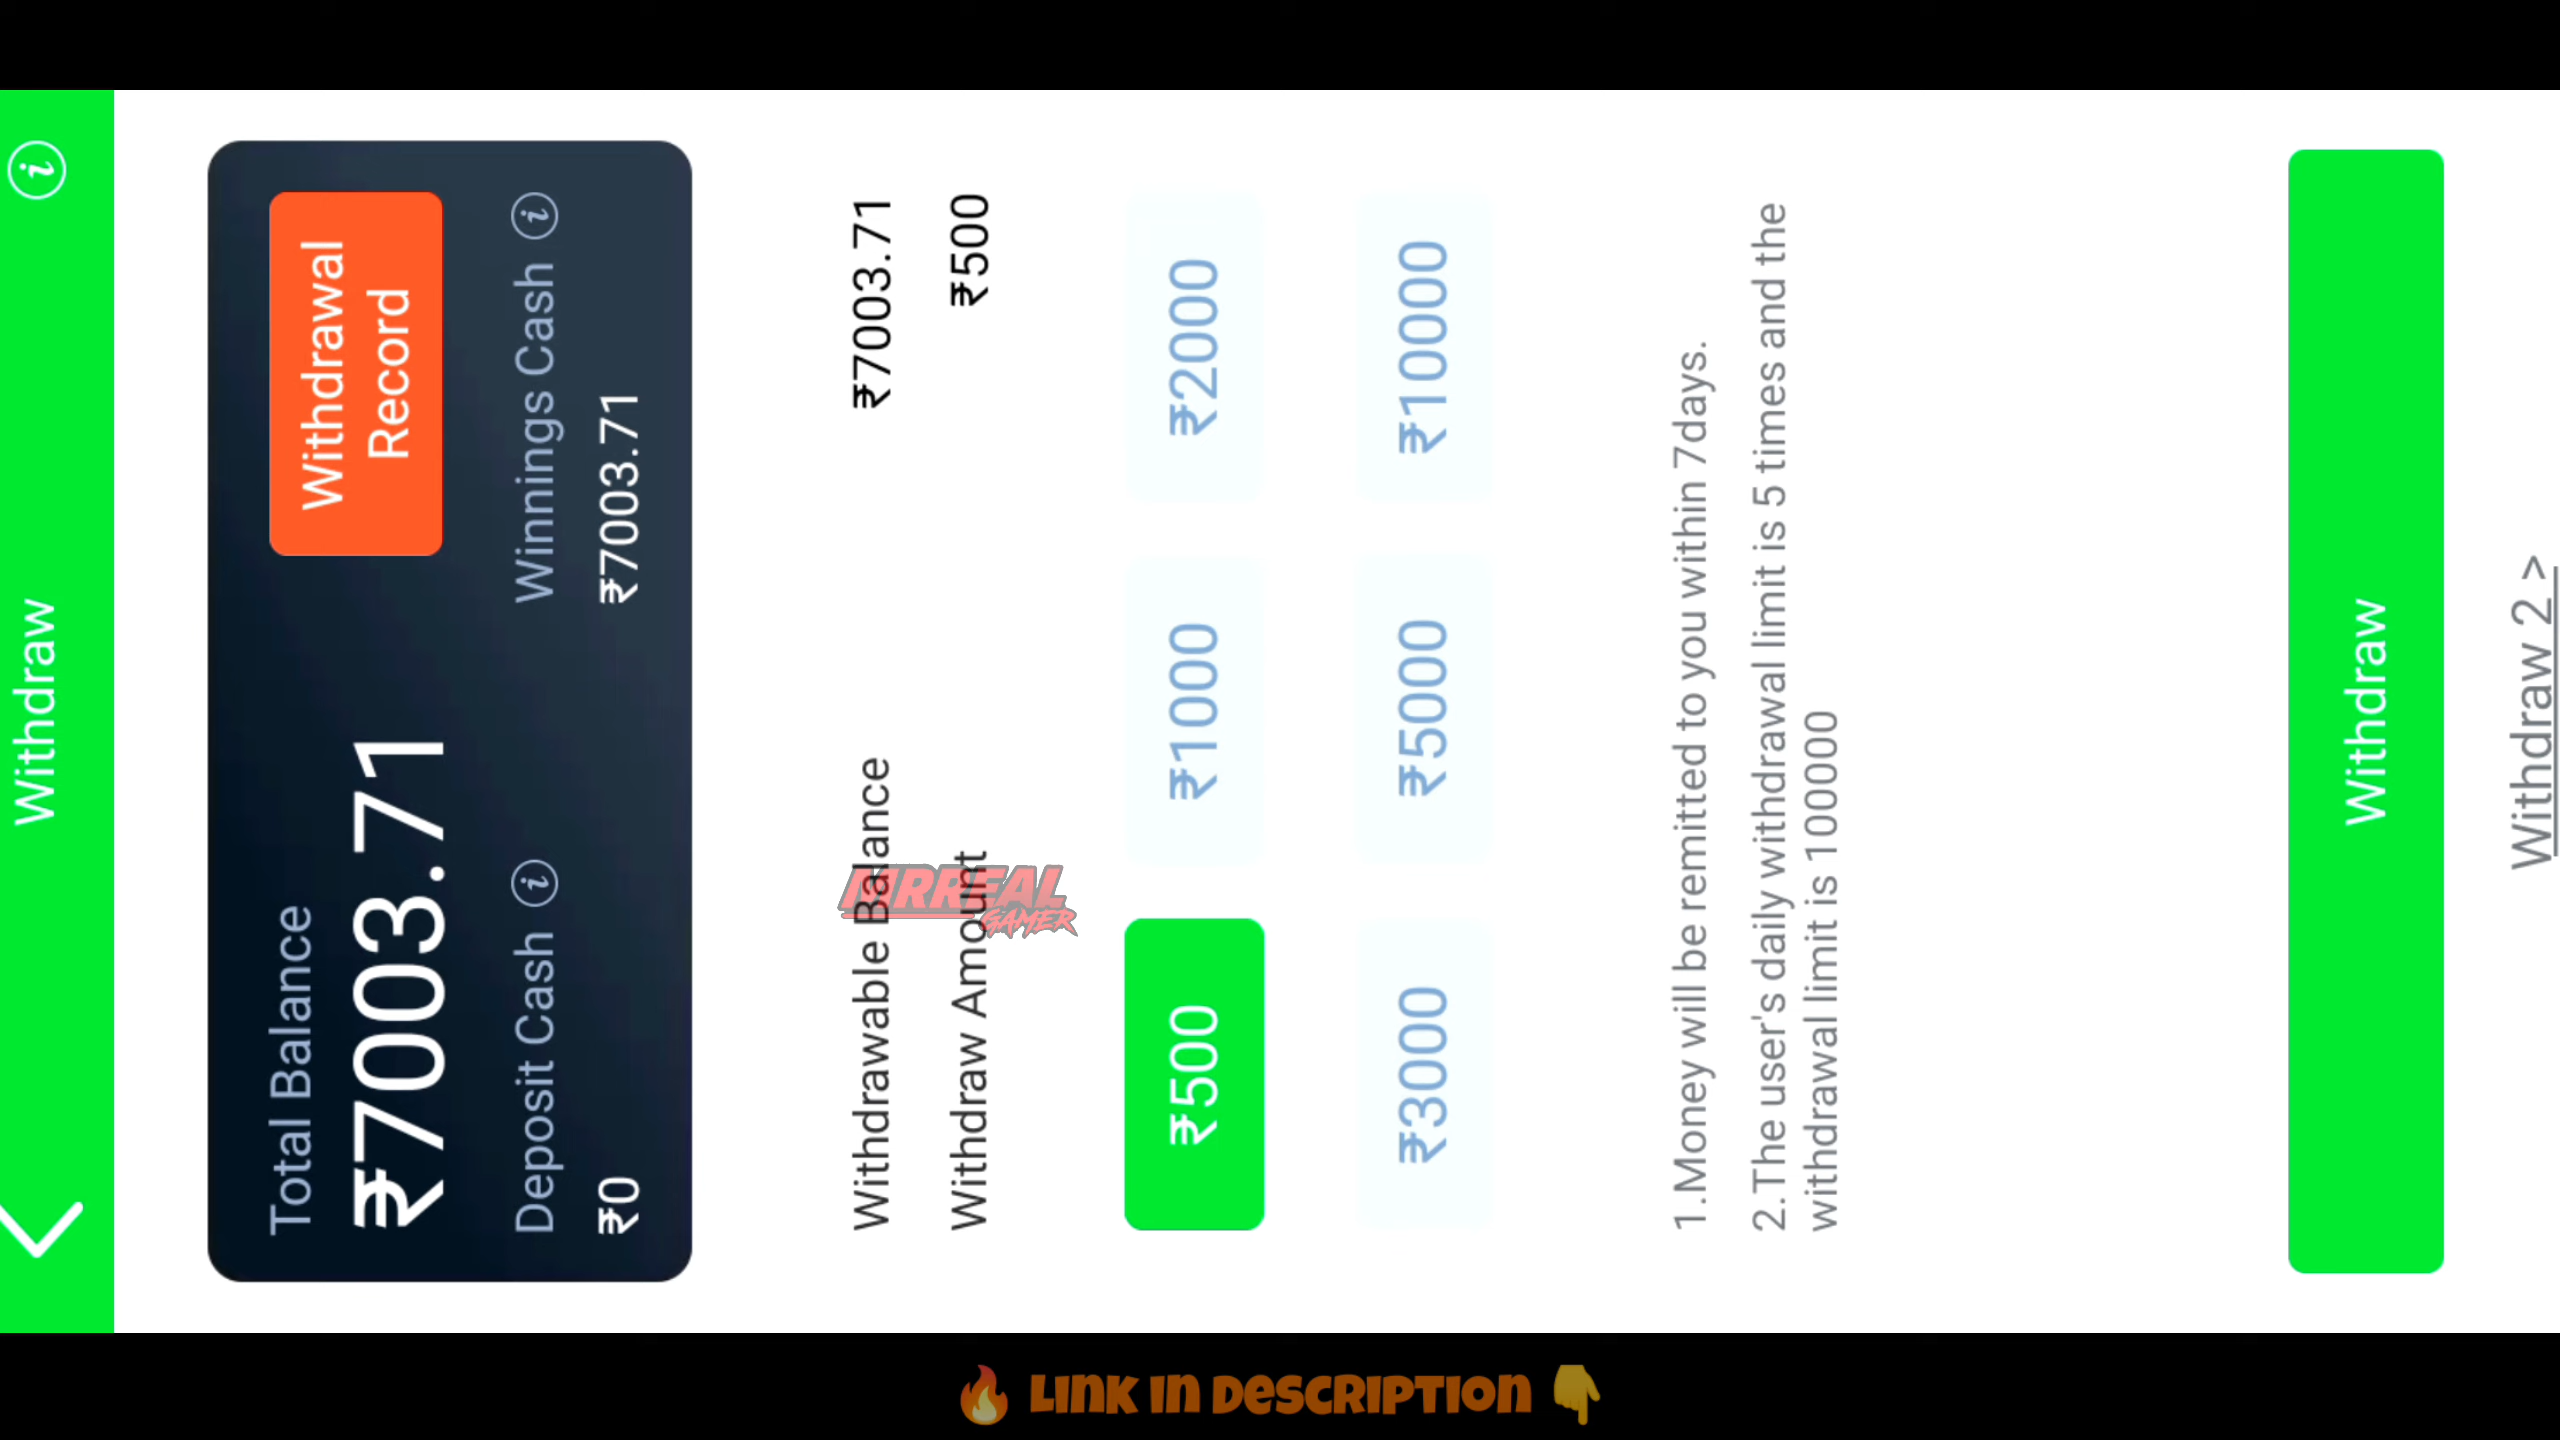 Withdraw
Total Balance
₹7003.71
Withdrawal
Record
Deposit Cash
Winnings Cash
₹0
₹7003.71
Withdrawable Balance
₹7003.71
Withdraw Amount
₹500
₹500
₹1000
₹2000
₹3000
₹5000
₹10000
1.Money will be remitted to you within 7days.
2.The user's daily withdrawal limit is 5 times and the
withdrawal limit is 100000
Withdraw
Withdraw 2 >
MRREAL
GAMER
🔥 LINK IN DESCRIPTION 👇